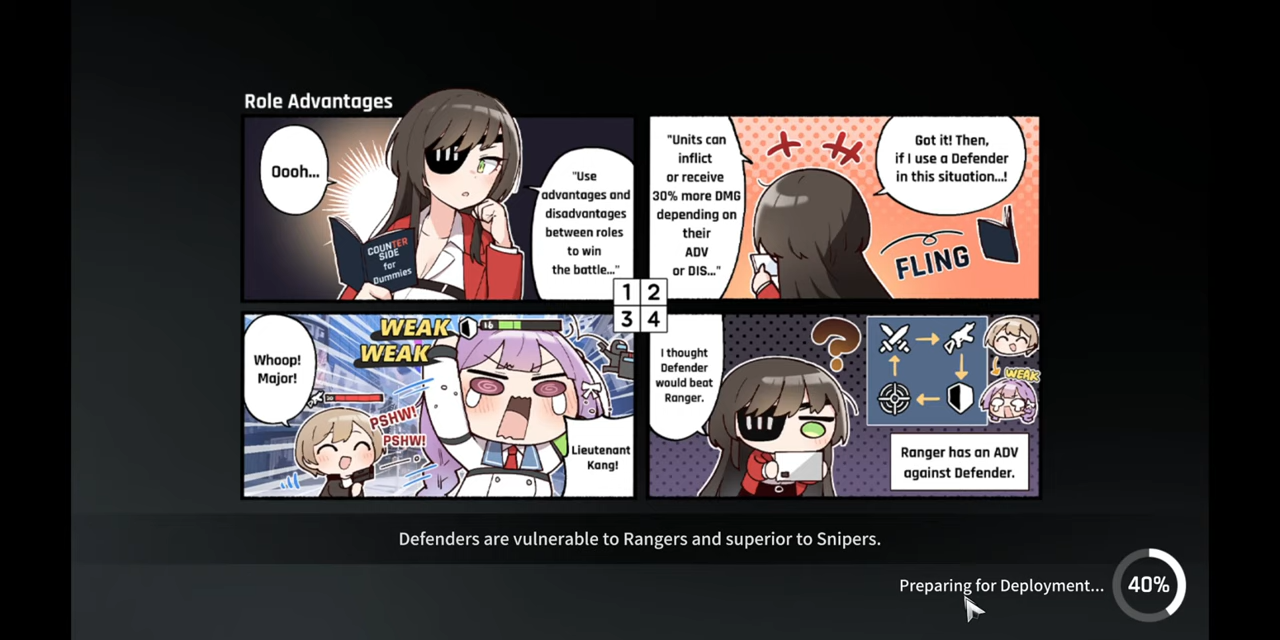 Role Advantages
Oooh...
COUNTER
SIDE
for
Dummies
"Use
advantages and
disadvantages
between roles
to win
the battle..."
"Units can
inflict
or receive
30% more DMG
depending on
their
ADV
or DIS..."
Got it! Then,
if I use a Defender
in this situation...!
FLING
1 2
3 4
Whoop!
Major!
WEAK
WEAK
PSHW!
PSHW!
Lieutenant
Kang!
I thought
Defender
would beat
Ranger.
?
WEAK
Ranger has an ADV
against Defender.
Defenders are vulnerable to Rangers and superior to Snipers.
Preparing for Deployment...
40%